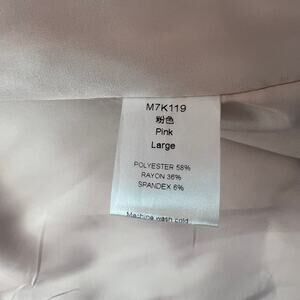 M7K119
粉色
Pink
Large
POLYESTER 58%
RAYON 36%
SPANDEX 6%
Machine wash cold